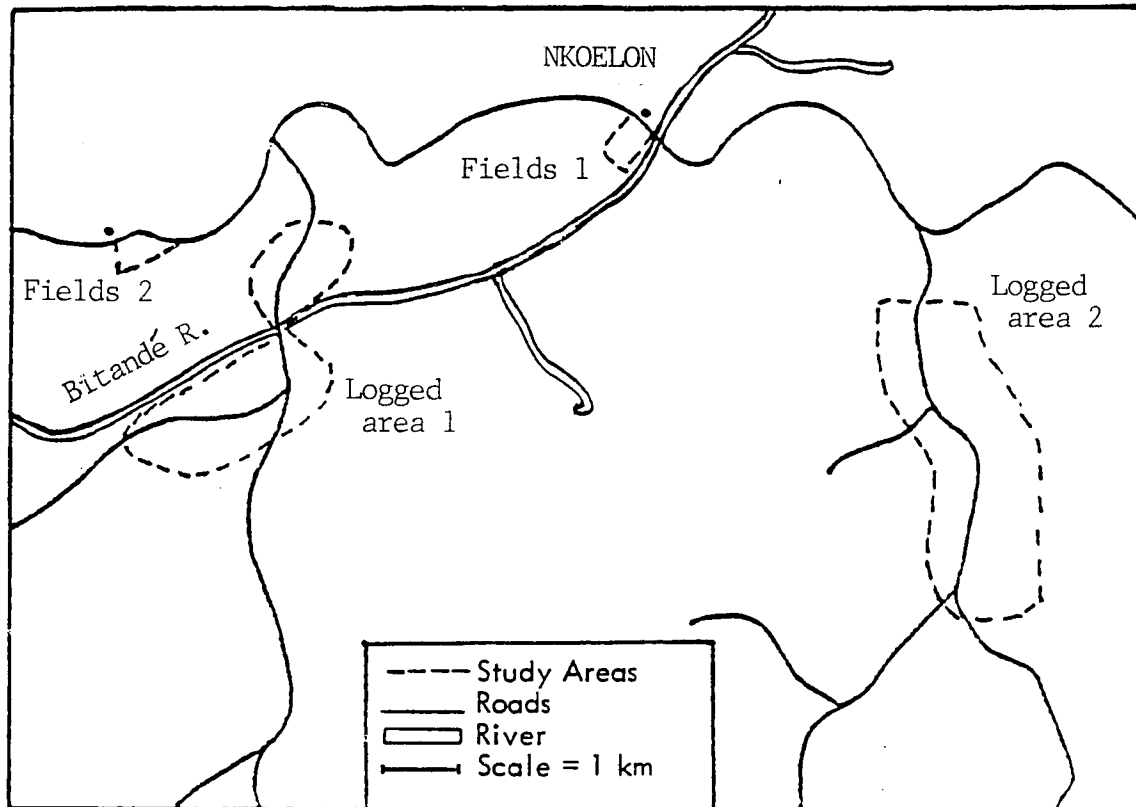 NKOELON
Fields 1
Fields 2
Bitandé R.
Logged
area 1
Logged
area 2
Study Areas
Roads
River
Scale = 1 km